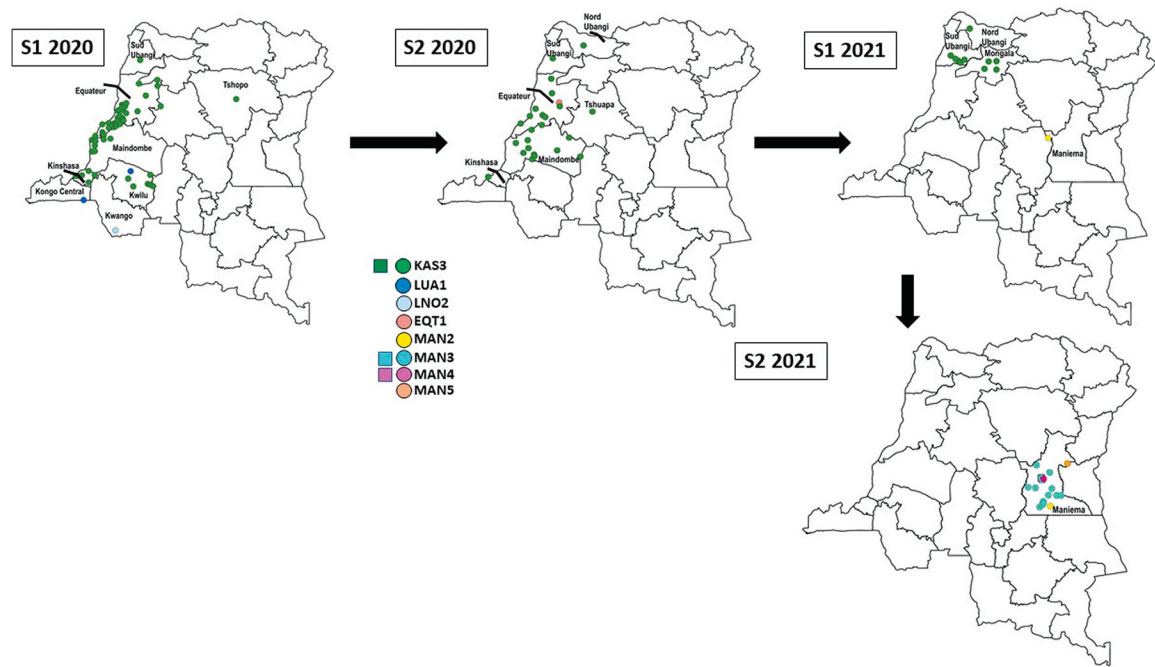 S1 2020
Sud
Ubangi
Equateur
Tshopo
Maindombe
Kinshasa
Kongo Central
Kwilu
Kwango
S2 2020
Nord
Ubangi
Sud
Ubangi
Equateur
Tshuapa
Maindombe
Kinshasa
S1 2021
Sud
Ubangi
Nord
Ubangi
Mongala
Maniema
KAS3
LUA1
LNO2
EQT1
MAN2
MAN3
MAN4
MAN5
S2 2021
Maniema